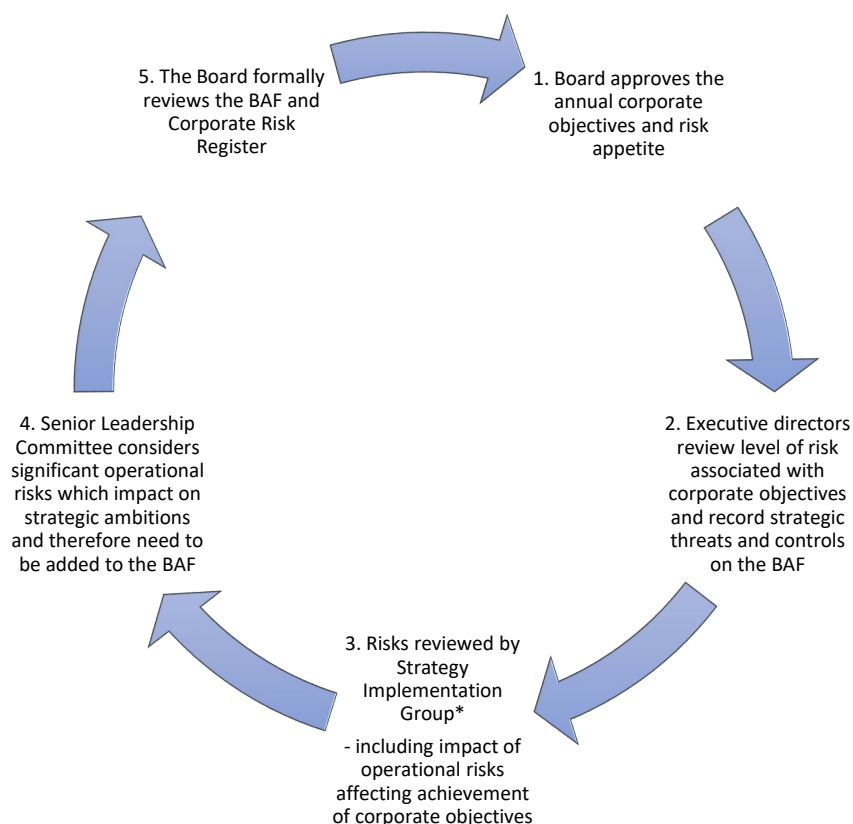 1. Board approves the
annual corporate
objectives and risk
appetite
2. Executive directors
review level of risk
associated with
corporate objectives
and record strategic
threats and controls
on the BAF
3. Risks reviewed by
Strategy
Implementation
Group*
- including impact of
operational risks
affecting achievement
of corporate objectives
4. Senior Leadership
Committee considers
significant operational
risks which impact on
strategic ambitions
and therefore need to
be added to the BAF
5. The Board formally
reviews the BAF and
Corporate Risk
Register